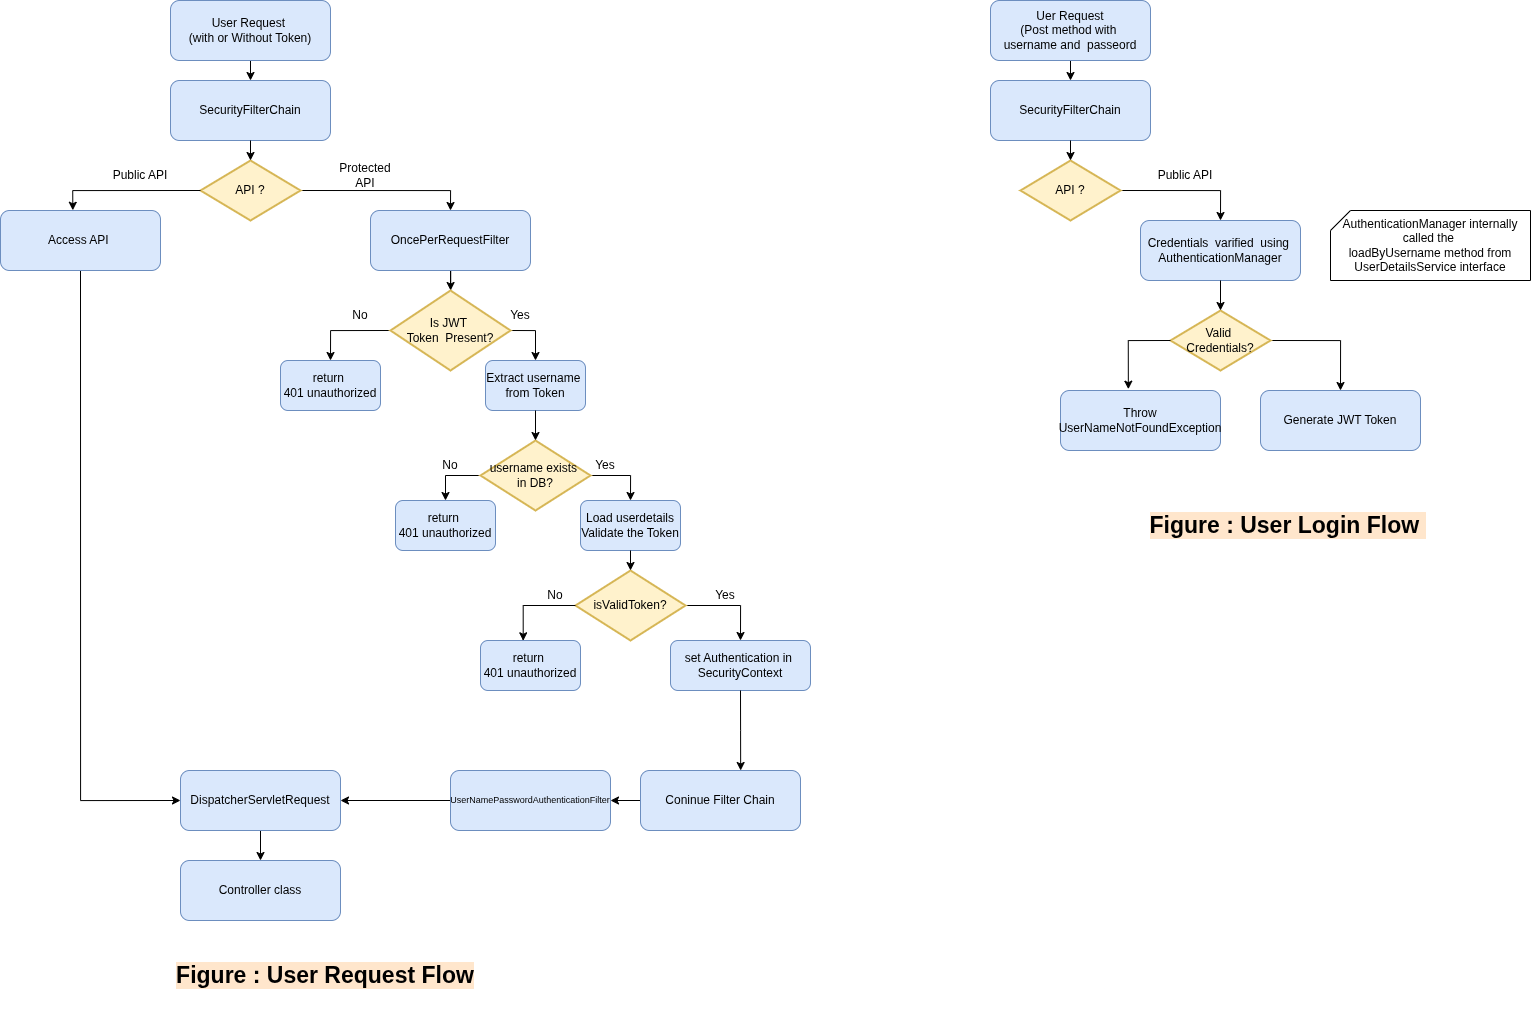 User Request
(with or Without Token)
SecurityFilterChain
API ?
Public API
Protected
API
Access API
OncePerRequestFilter
Is JWT
Token Present?
No
Yes
return
401 unauthorized
Extract username
from Token
username exists
in DB?
No
Yes
return
401 unauthorized
Load userdetails
Validate the Token
isValidToken?
No
Yes
return
401 unauthorized
set Authentication in
SecurityContext
Coninue Filter Chain
UserNamePasswordAuthenticationFilter
DispatcherServletRequest
Controller class
Figure : User Request Flow
Uer Request
(Post method with
username and passeord
SecurityFilterChain
API ?
Public API
Credentials varified using
AuthenticationManager
AuthenticationManager internally
called the
loadByUsername method from
UserDetailsService interface
Valid
Credentials?
Throw
UserNameNotFoundException
Generate JWT Token
Figure : User Login Flow